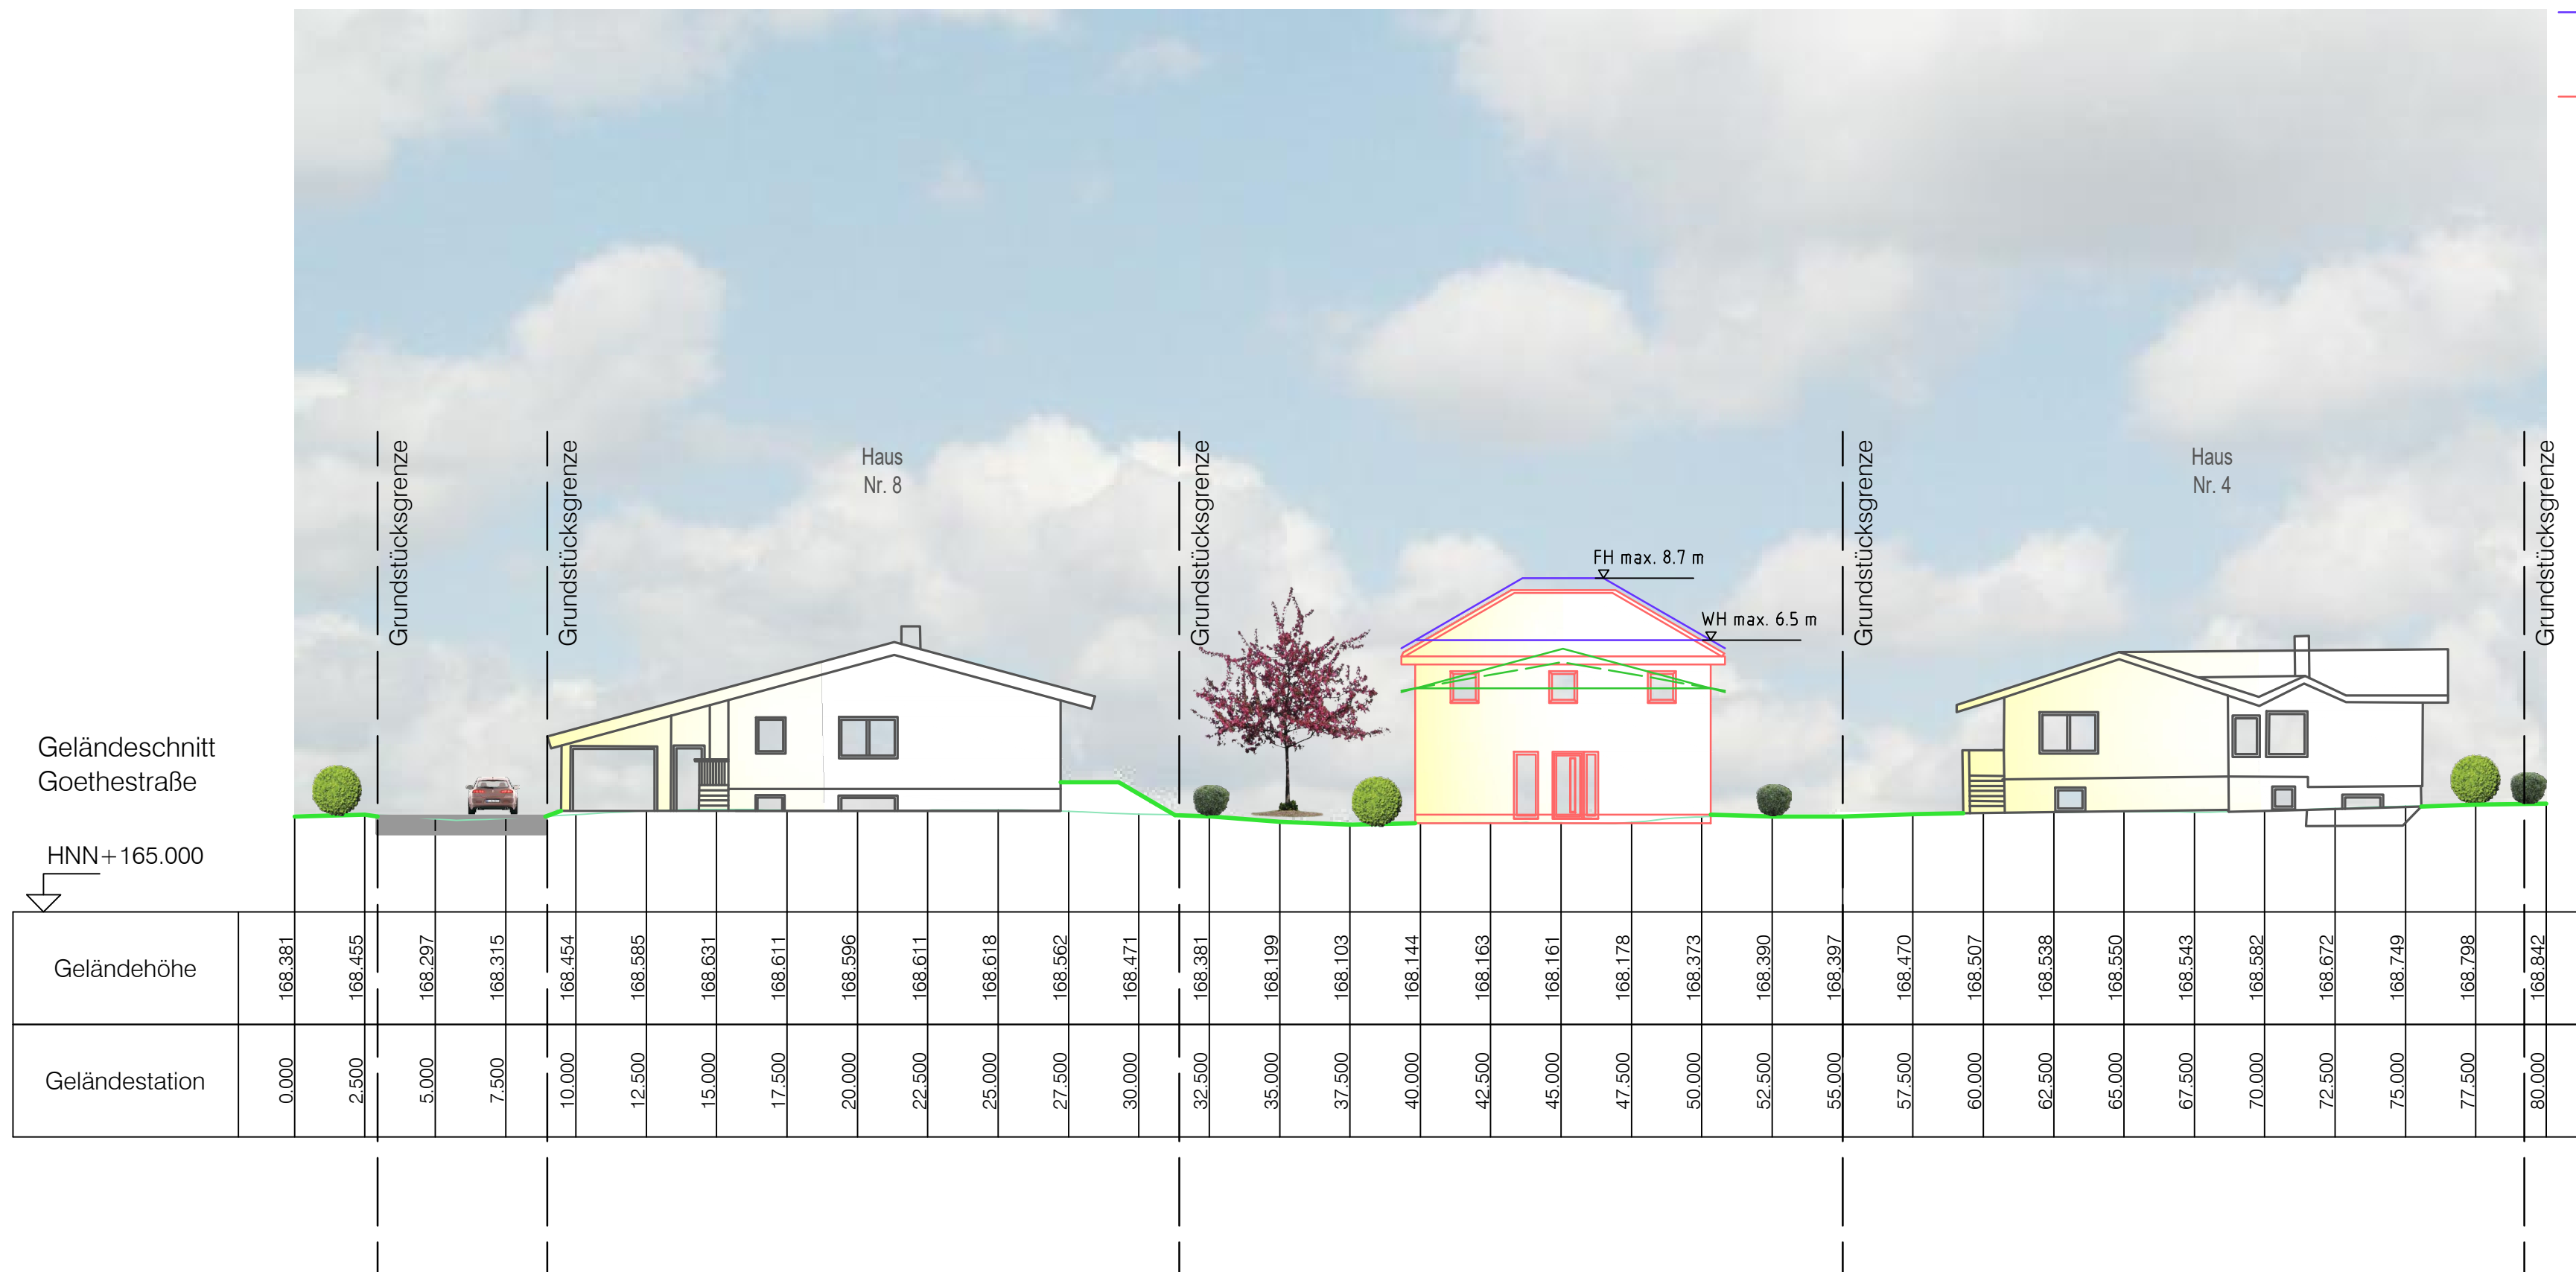 Grundstücksgrenze
Grundstücksgrenze
Haus
Nr. 8
Grundstücksgrenze
FH max. 8.7 m
WH max. 6.5 m
Grundstücksgrenze
Haus
Nr. 4
Grundstücksgrenze
Geländeschnitt
Goethestraße
HNN+165.000
Geländehöhe 168.381 168.455 168.297 168.315 168.454 168.585 168.631 168.611 168.596 168.611 168.618 168.562 168.471 168.381 168.199 168.103 168.144 168.163 168.161 168.178 168.373 168.390 168.397 168.470 168.507 168.538 168.550 168.543 168.582 168.672 168.749 168.798 168.842
Geländestation 0.000 2.500 5.000 7.500 10.000 12.500 15.000 17.500 20.000 22.500 25.000 27.500 30.000 32.500 35.000 37.500 40.000 42.500 45.000 47.500 50.000 52.500 55.000 57.500 60.000 62.500 65.000 67.500 70.000 72.500 75.000 77.500 80.000